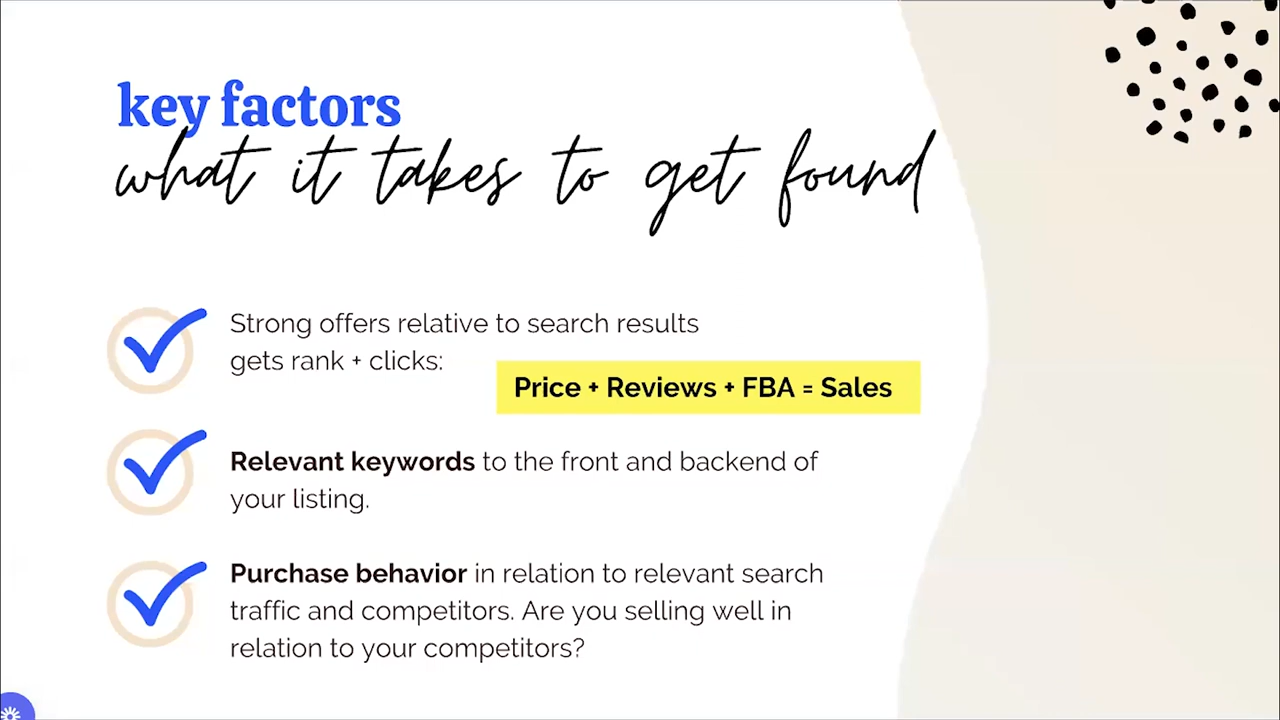 key factors
what it takes to get found
Strong offers relative to search results
gets rank + clicks:
Price + Reviews + FBA = Sales
Relevant keywords to the front and backend of
your listing.
Purchase behavior in relation to relevant search
traffic and competitors. Are you selling well in
relation to your competitors?